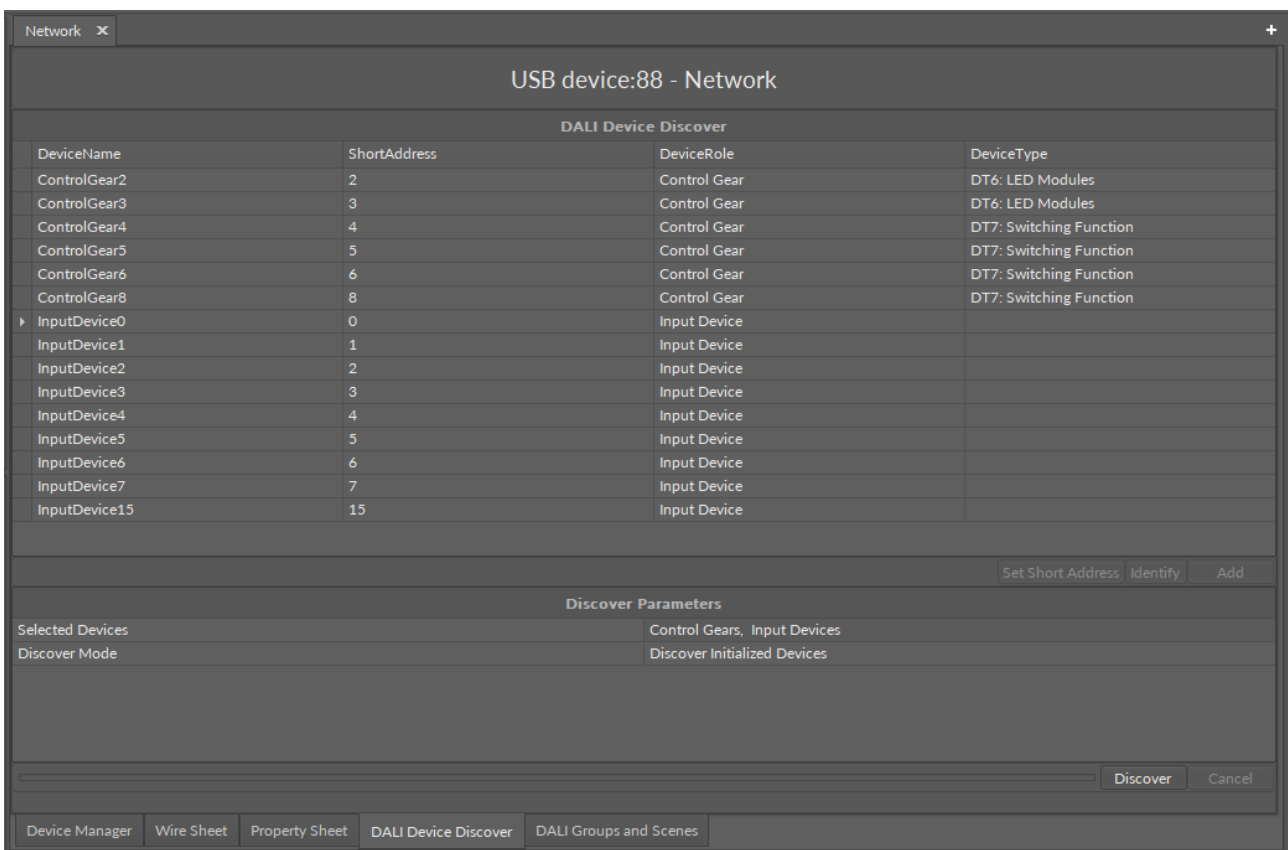 Network ✕ +
USB device:88 - Network
DALI Device Discover
DeviceName ShortAddress DeviceRole DeviceType
ControlGear2 2 Control Gear DT6: LED Modules
ControlGear3 3 Control Gear DT6: LED Modules
ControlGear4 4 Control Gear DT7: Switching Function
ControlGear5 5 Control Gear DT7: Switching Function
ControlGear6 6 Control Gear DT7: Switching Function
ControlGear8 8 Control Gear DT7: Switching Function
InputDevice0 0 Input Device
InputDevice1 1 Input Device
InputDevice2 2 Input Device
InputDevice3 3 Input Device
InputDevice4 4 Input Device
InputDevice5 5 Input Device
InputDevice6 6 Input Device
InputDevice7 7 Input Device
InputDevice15 15 Input Device
Set Short Address Identify Add
Discover Parameters
Selected Devices Control Gears, Input Devices
Discover Mode Discover Initialized Devices
Discover Cancel
Device Manager Wire Sheet Property Sheet DALI Device Discover DALI Groups and Scenes